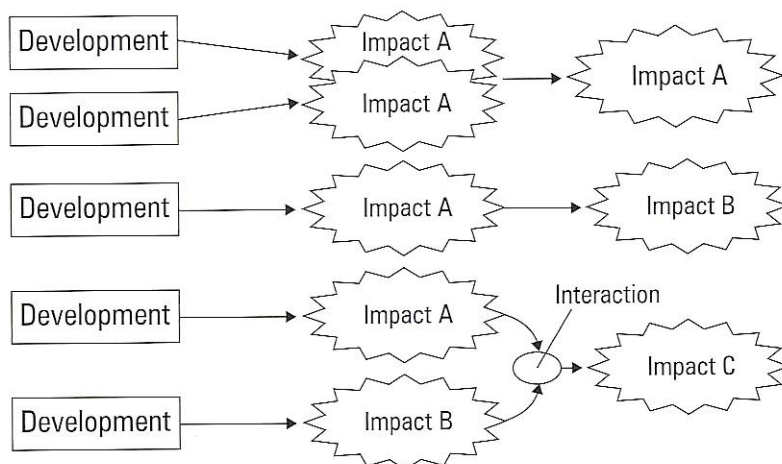 Development
Impact A
Impact A
Development
Impact A
Development
Impact A
Impact B
Development
Impact A
Interaction
Impact C
Development
Impact B